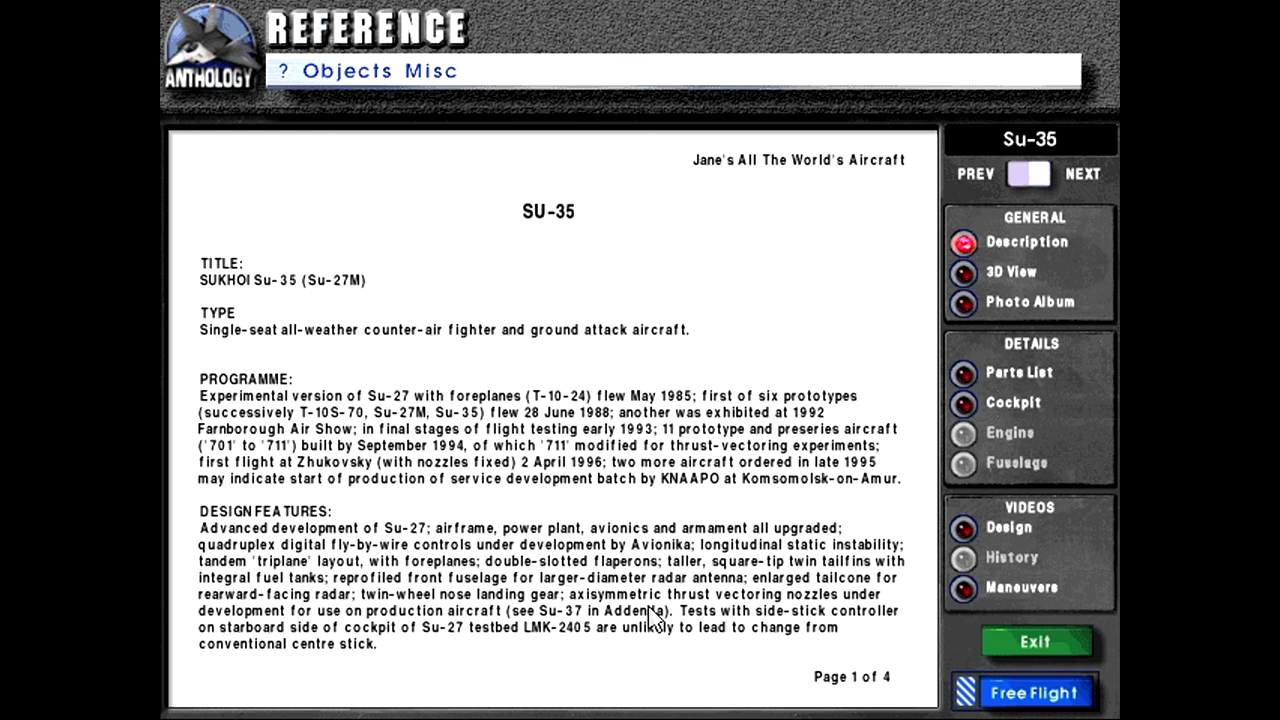 REFERENCE
ANTHOLOGY
? Objects Misc
Jane's All The World's Aircraft
SU-35
TITLE:
SUKHOI Su-35 (Su-27M)
TYPE
Single-seat all-weather counter-air fighter and ground attack aircraft.
PROGRAMME:
Experimental version of Su-27 with foreplanes (T-10-24) flew May 1985; first of six prototypes
(successively T-10S-70, Su-27M, Su-35) flew 28 June 1988; another was exhibited at 1992
Farnborough Air Show; in final stages of flight testing early 1993; 11 prototype and preseries aircraft
('701' to '711') built by September 1994, of which '711' modified for thrust-vectoring experiments;
first flight at Zhukovsky (with nozzles fixed) 2 April 1996; two more aircraft ordered in late 1995
may indicate start of production of service development batch by KNAAPO at Komsomolsk-on-Amur.
DESIGN FEATURES:
Advanced development of Su-27; airframe, power plant, avionics and armament all upgraded;
quadruplex digital fly-by-wire controls under development by Avionika; longitudinal static instability;
tandem 'triplane' layout, with foreplanes; double-slotted flaperons; taller, square-tip twin tailfins with
integral fuel tanks; reprofiled front fuselage for larger-diameter radar antenna; enlarged tailcone for
rearward-facing radar; twin-wheel nose landing gear; axisymmetric thrust vectoring nozzles under
development for use on production aircraft (see Su-37 in Addenda). Tests with side-stick controller
on starboard side of cockpit of Su-27 testbed LMK-2405 are unlikely to lead to change from
conventional centre stick.
Page 1 of 4
Su-35
PREV NEXT
GENERAL
Description
3D View
Photo Album
DETAILS
Parts List
Cockpit
Engine
Fuselage
VIDEOS
Design
History
Maneuvers
Exit
Free Flight